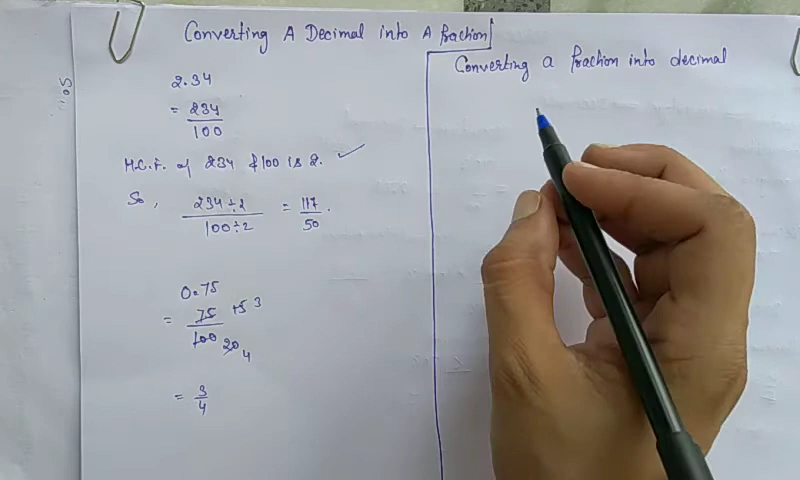 Converting A Decimal into A fraction
2.34
= 234/100
H.C.F. of 234 & 100 is 2. ✓
So, 234÷2/100÷2 = 117/50.
0.75
= 75/100 15 3 20 4
= 3/4
Converting a fraction into decimal